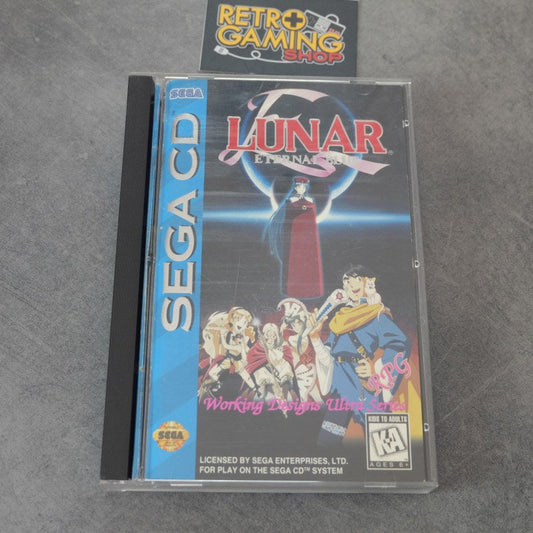 RETRO
GAMING
SHOP
SEGA
SEGA CD
LUNAR
ETERNAL
RPG
Working Designs Ultra Series
KIDS TO ADULTS
KA
AGES 6+
SEGA
LICENSED BY SEGA ENTERPRISES, LTD.
FOR PLAY ON THE SEGA CD™ SYSTEM